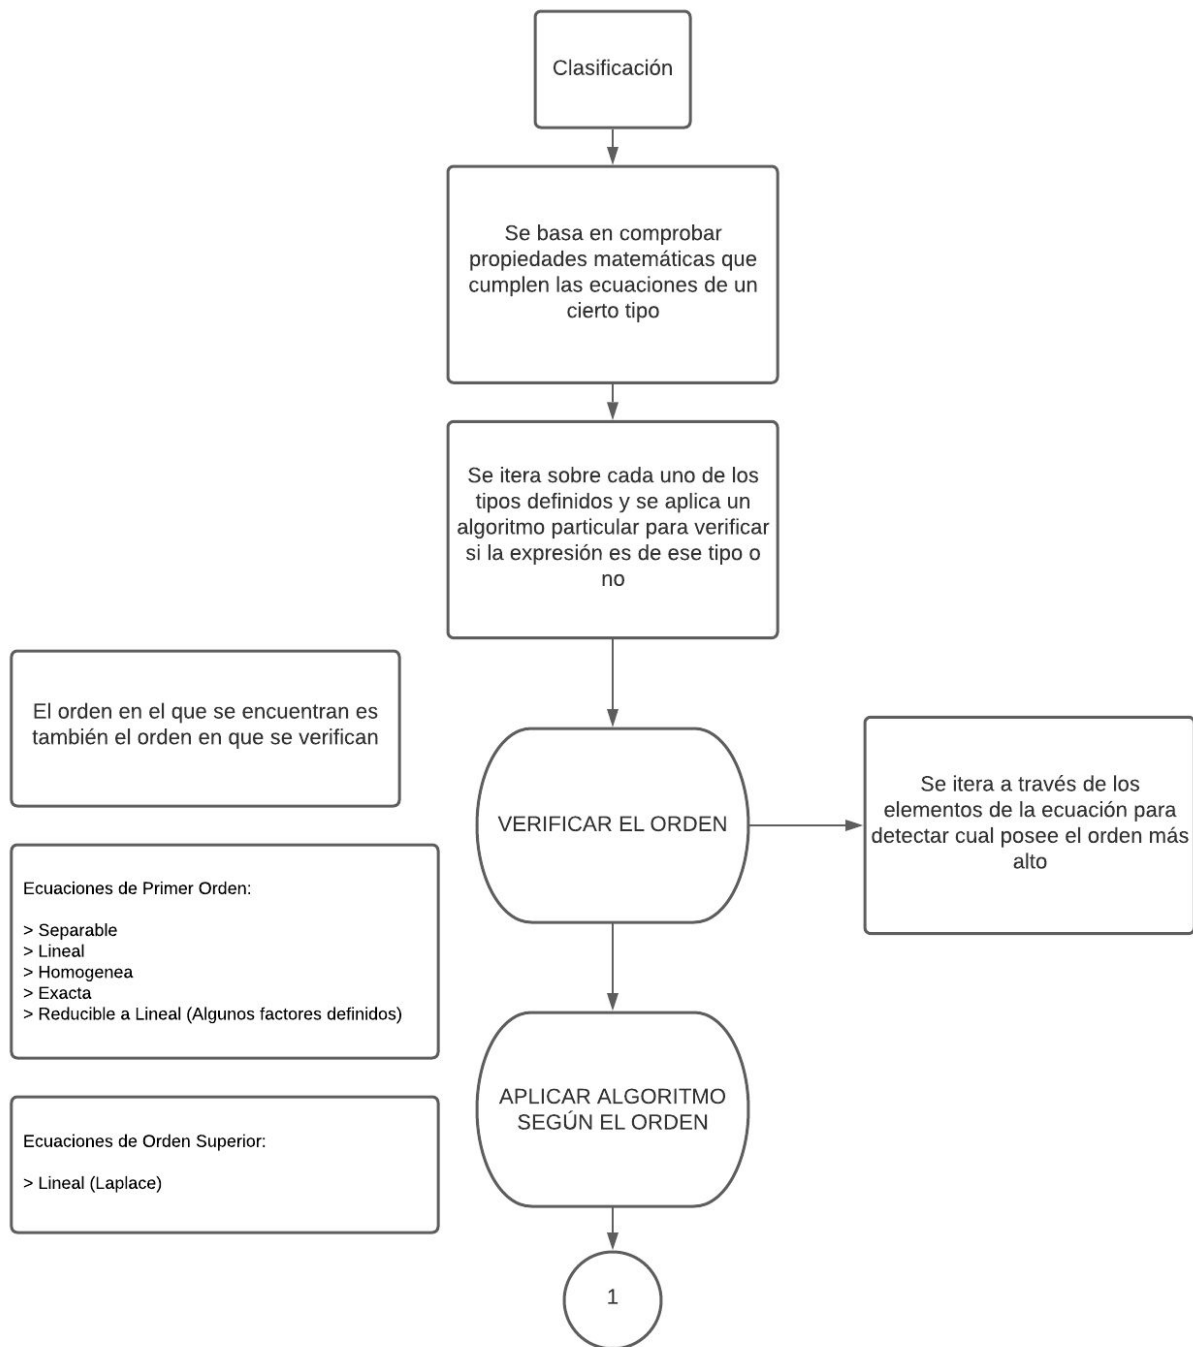 Clasificación
Se basa en comprobar
propiedades matemáticas que
cumplen las ecuaciones de un
cierto tipo
Se itera sobre cada uno de los
tipos definidos y se aplica un
algoritmo particular para verificar
si la expresión es de ese tipo o
no
El orden en el que se encuentran es
también el orden en que se verifican
VERIFICAR EL ORDEN
Se itera a través de los
elementos de la ecuación para
detectar cual posee el orden más
alto
Ecuaciones de Primer Orden:
> Separable
> Lineal
> Homogenea
> Exacta
> Reducible a Lineal (Algunos factores definidos)
APLICAR ALGORITMO
SEGÚN EL ORDEN
Ecuaciones de Orden Superior:
> Lineal (Laplace)
1